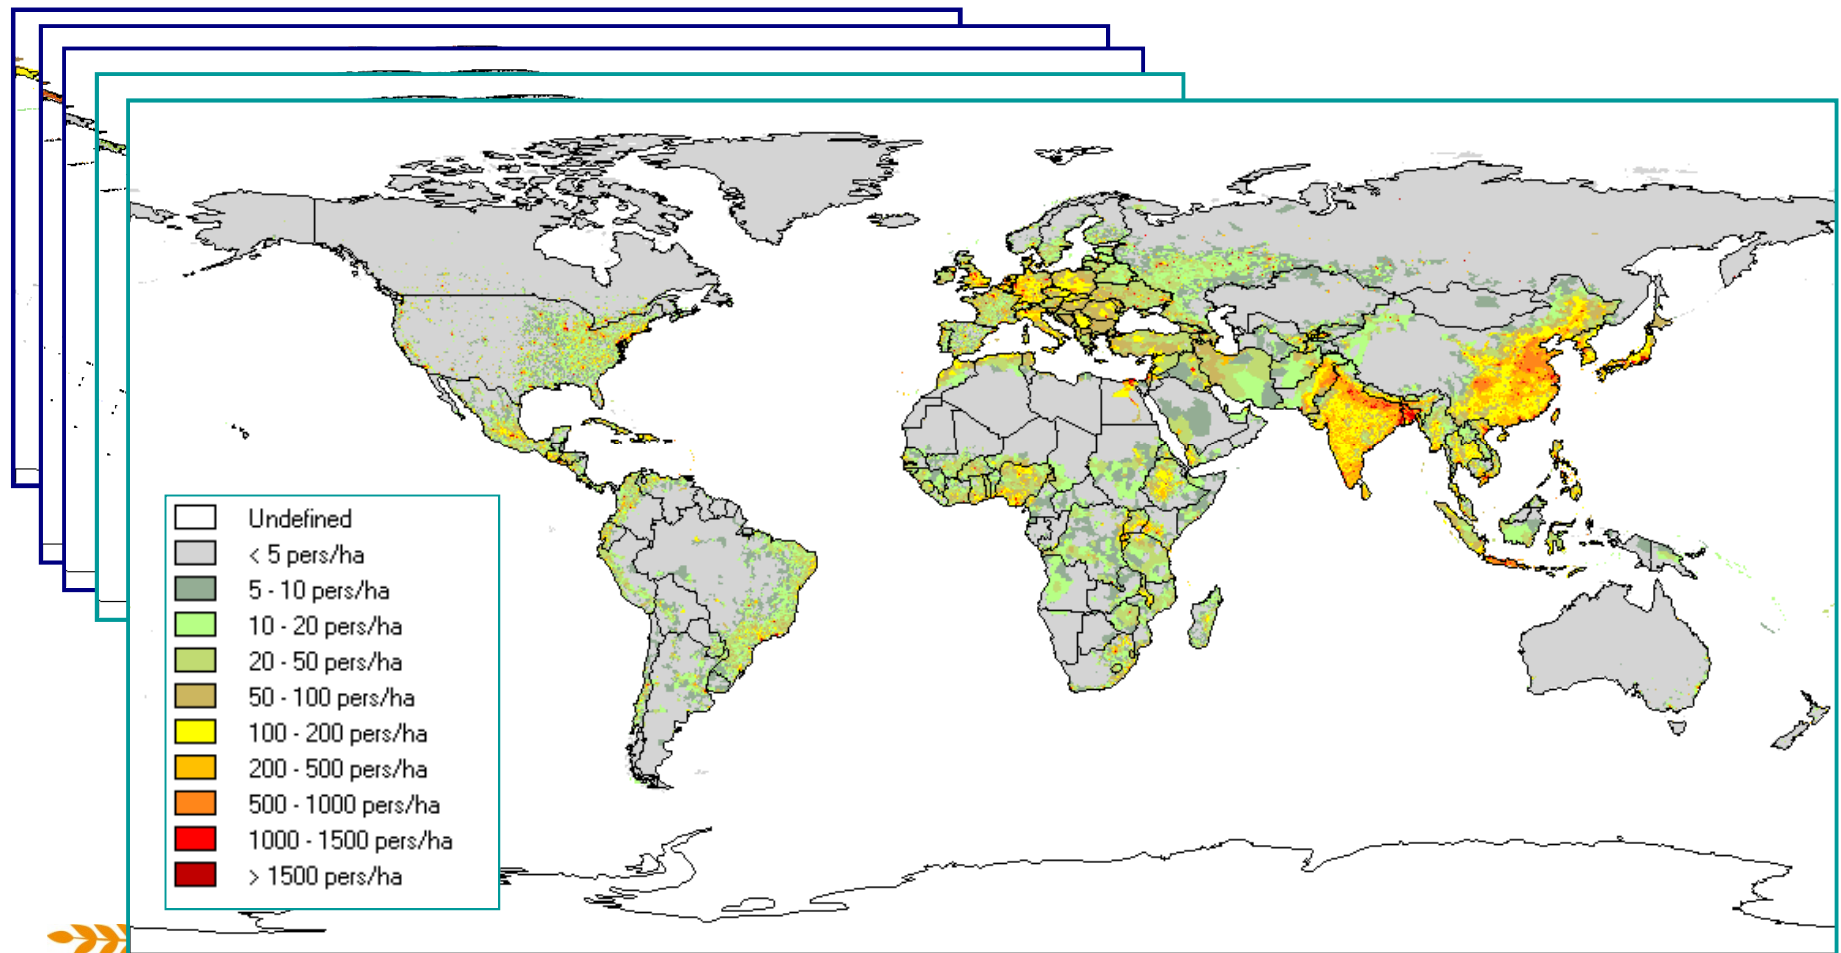 Undefined
< 5 pers/ha
5 - 10 pers/ha
10 - 20 pers/ha
20 - 50 pers/ha
50 - 100 pers/ha
100 - 200 pers/ha
200 - 500 pers/ha
500 - 1000 pers/ha
1000 - 1500 pers/ha
> 1500 pers/ha